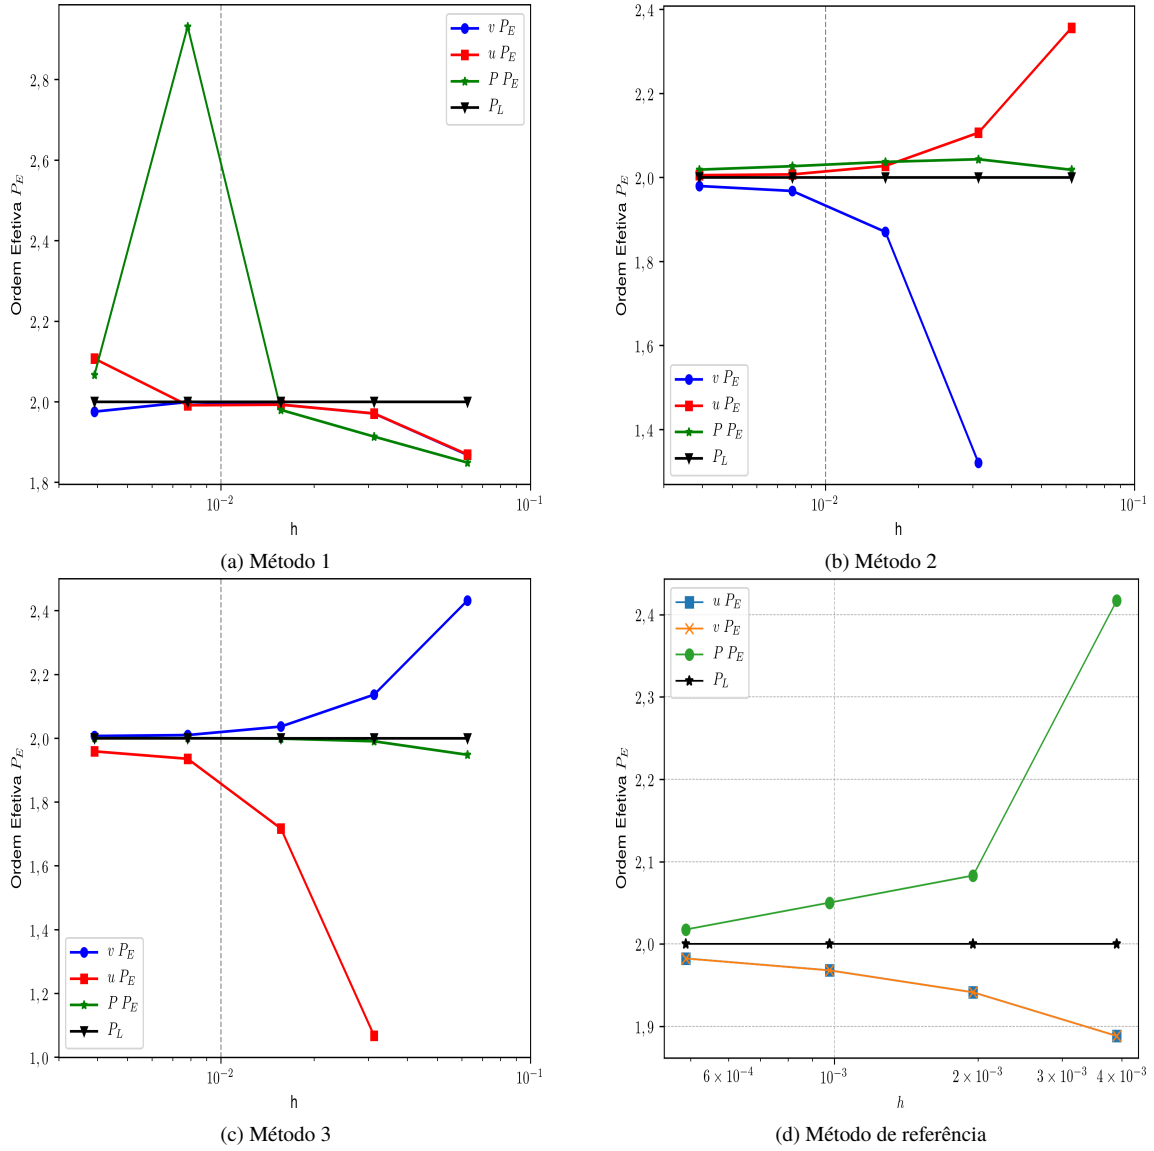 2,8
2,6
2,4
2,2
2,0
1,8
Ordem Efetiva P_E
v P_E
u P_E
P P_E
P_L
10^{-2}
10^{-1}
h
(a) Método 1
2,4
2,2
2,0
1,8
1,6
1,4
Ordem Efetiva P_E
v P_E
u P_E
P P_E
P_L
10^{-2}
10^{-1}
h
(b) Método 2
2,4
2,2
2,0
1,8
1,6
1,4
1,2
1,0
Ordem Efetiva P_E
v P_E
u P_E
P P_E
P_L
10^{-2}
10^{-1}
h
(c) Método 3
u P_E
v P_E
P P_E
P_L
2,4
2,3
2,2
2,1
2,0
1,9
Ordem Efetiva P_E
6 × 10^{-4}
10^{-3}
2 × 10^{-3}
3 × 10^{-3}
4 × 10^{-3}
h
(d) Método de referência